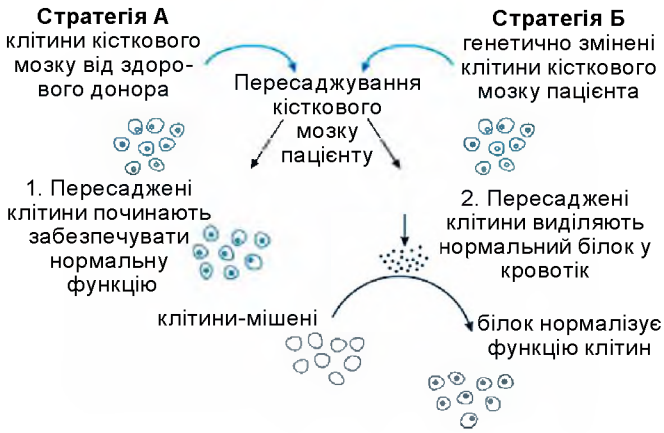 Стратегія А
клітини кісткового
мозку від здоро-
вого донора
Стратегія Б
генетично змінені
клітини кісткового
мозку пацієнта
Пересаджування
кісткового
мозку
пацієнту
1. Пересаджені
клітини починають
забезпечувати
нормальну
функцію
2. Пересаджені
клітини виділяють
нормальний білок у
кровотік
клітини-мішені
білок нормалізує
функцію клітин